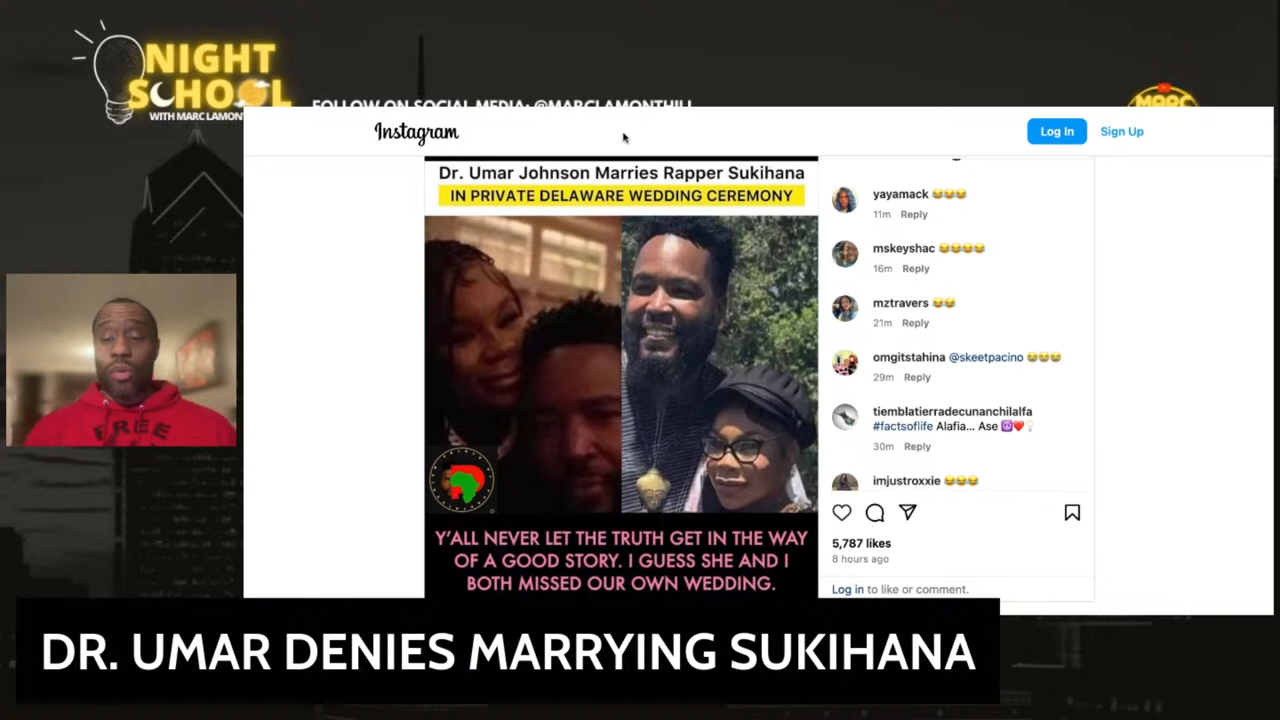 NIGHT
SCHOOL
WITH MARC LAMONT
FOLLOW ON SOCIAL MEDIA: @MARCLAMONTHILL
MARC
Instagram
Log In
Sign Up
Dr. Umar Johnson Marries Rapper Sukihana
IN PRIVATE DELAWARE WEDDING CEREMONY
Y'ALL NEVER LET THE TRUTH GET IN THE WAY
OF A GOOD STORY. I GUESS SHE AND I
BOTH MISSED OUR OWN WEDDING.
yayamack 😂😂😂
11m Reply
mskeyshac 😂😂😂😂
16m Reply
mztravers 😂😂
21m Reply
omgitstahina @skeetpacino 😂😂😂
29m Reply
tiemblatierradecunanchilalfa
#factsoflife Alafia... Ase ☮️❤️💡
30m Reply
imjustroxxie 😂😂😂
5,787 likes
8 hours ago
Log in to like or comment.
FREE
DR. UMAR DENIES MARRYING SUKIHANA